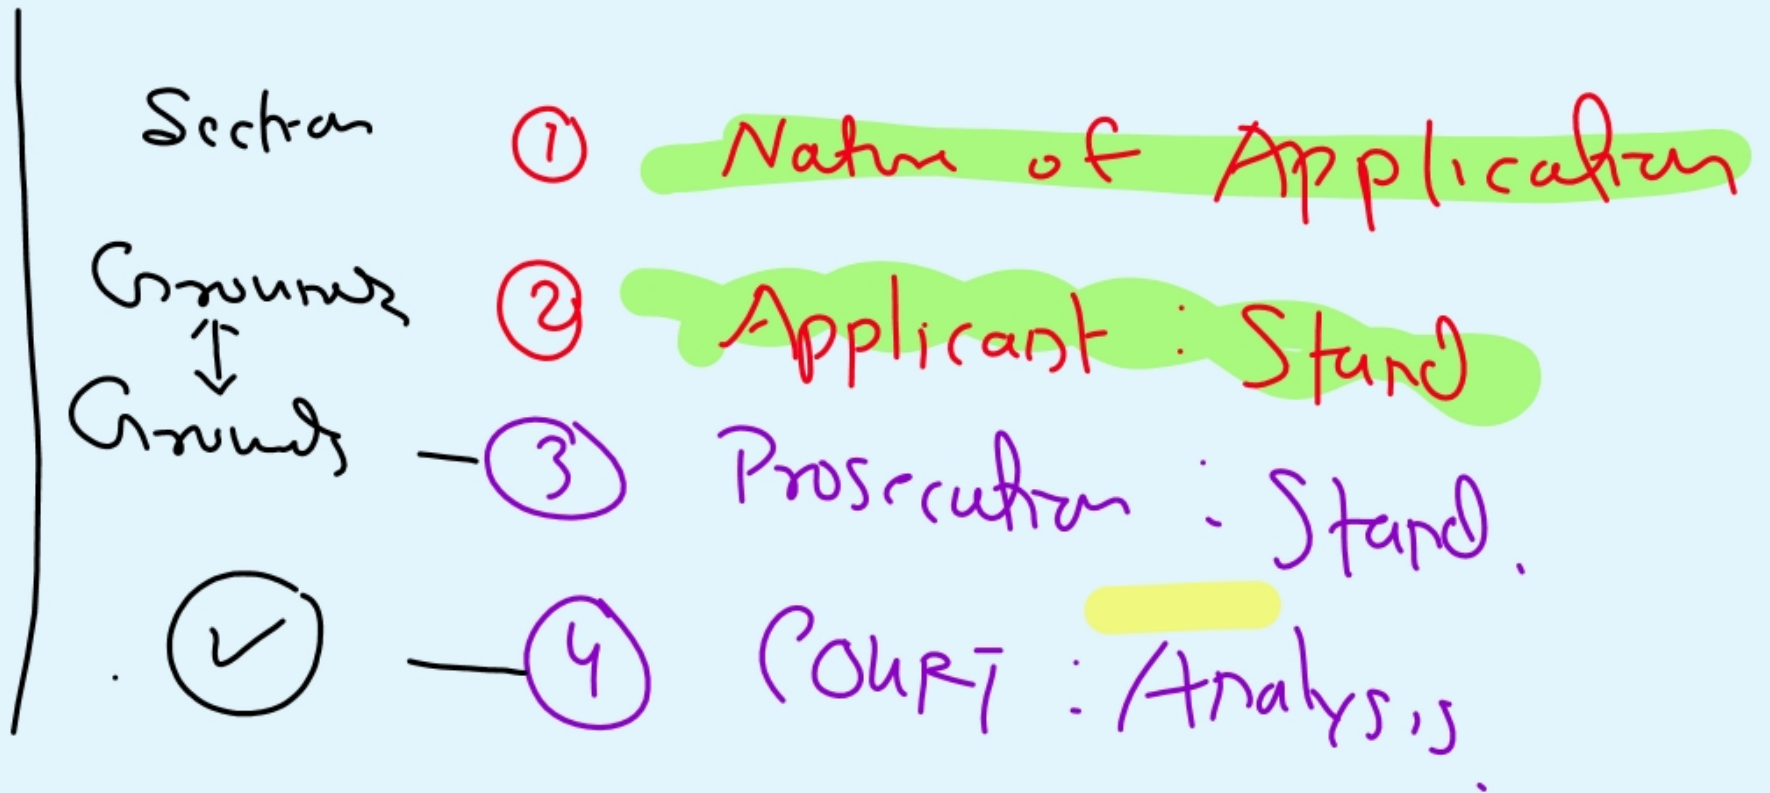 Section ① Nature of Application
Grounds ② Applicant : Stand
Grounds - ③ Prosecution : Stand.
✓ - ④ COURT : Analysis.